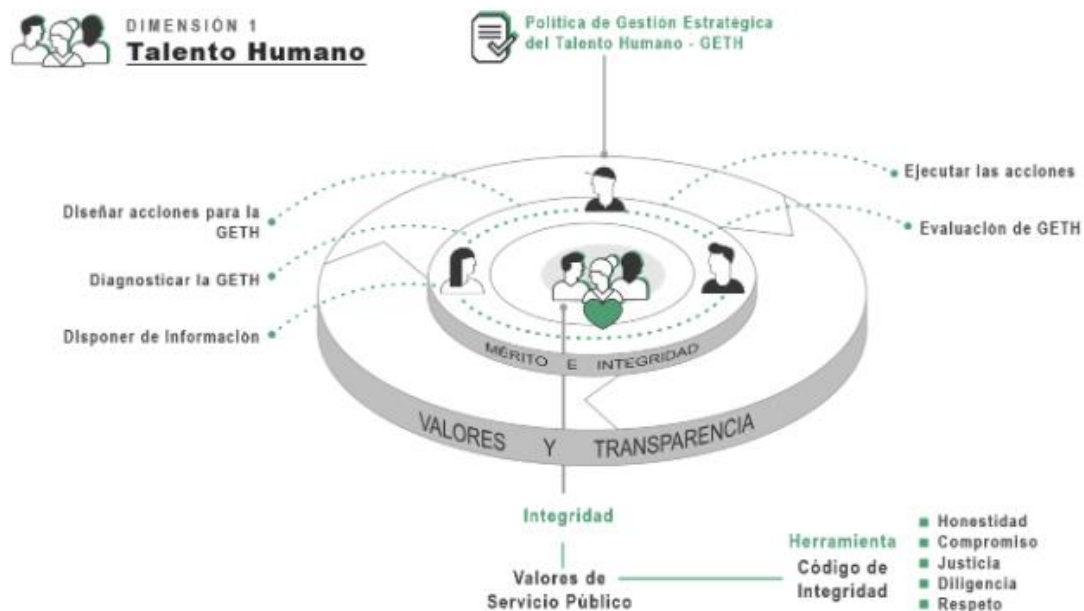 DIMENSIÓN 1
Talento Humano
Política de Gestión Estratégica
del Talento Humano - GETH
Ejecutar las acciones
Diseñar acciones para la
GETH
Evaluación de GETH
Diagnosticar la GETH
Disponer de Información
MÉRITO E INTEGRIDAD
VALORES Y TRANSPARENCIA
Integridad
Valores de
Servicio Público
Herramienta
Código de
Integridad
Honestidad
Compromiso
Justicia
Diligencia
Respeto